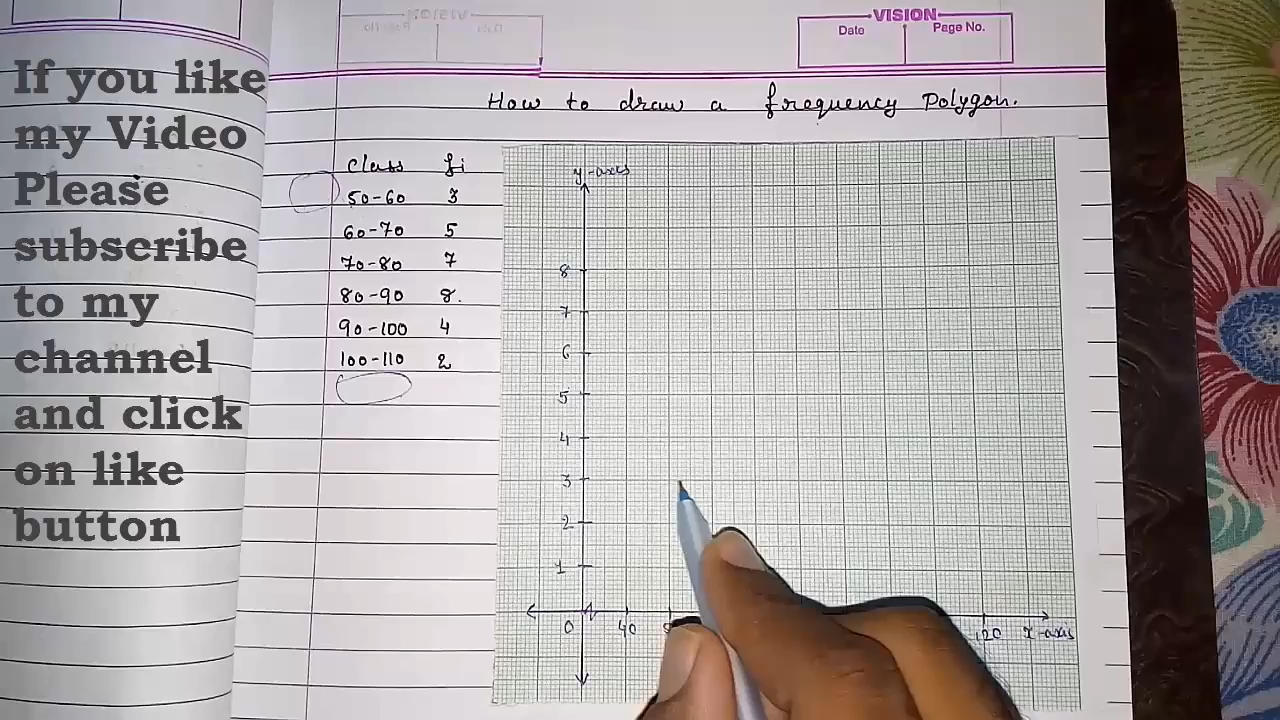 If you like
my Video
Please
subscribe
to my
channel
and click
on like
button
VISION
Date
Page No.
How to draw a frequency Polygon.
Class fi
50-60 3
60-70 5
70-80 7
80-90 8.
90-100 4
100-110 2
y-axis
8
7
6
5
4
3
2
1
0 40 120 x-axis